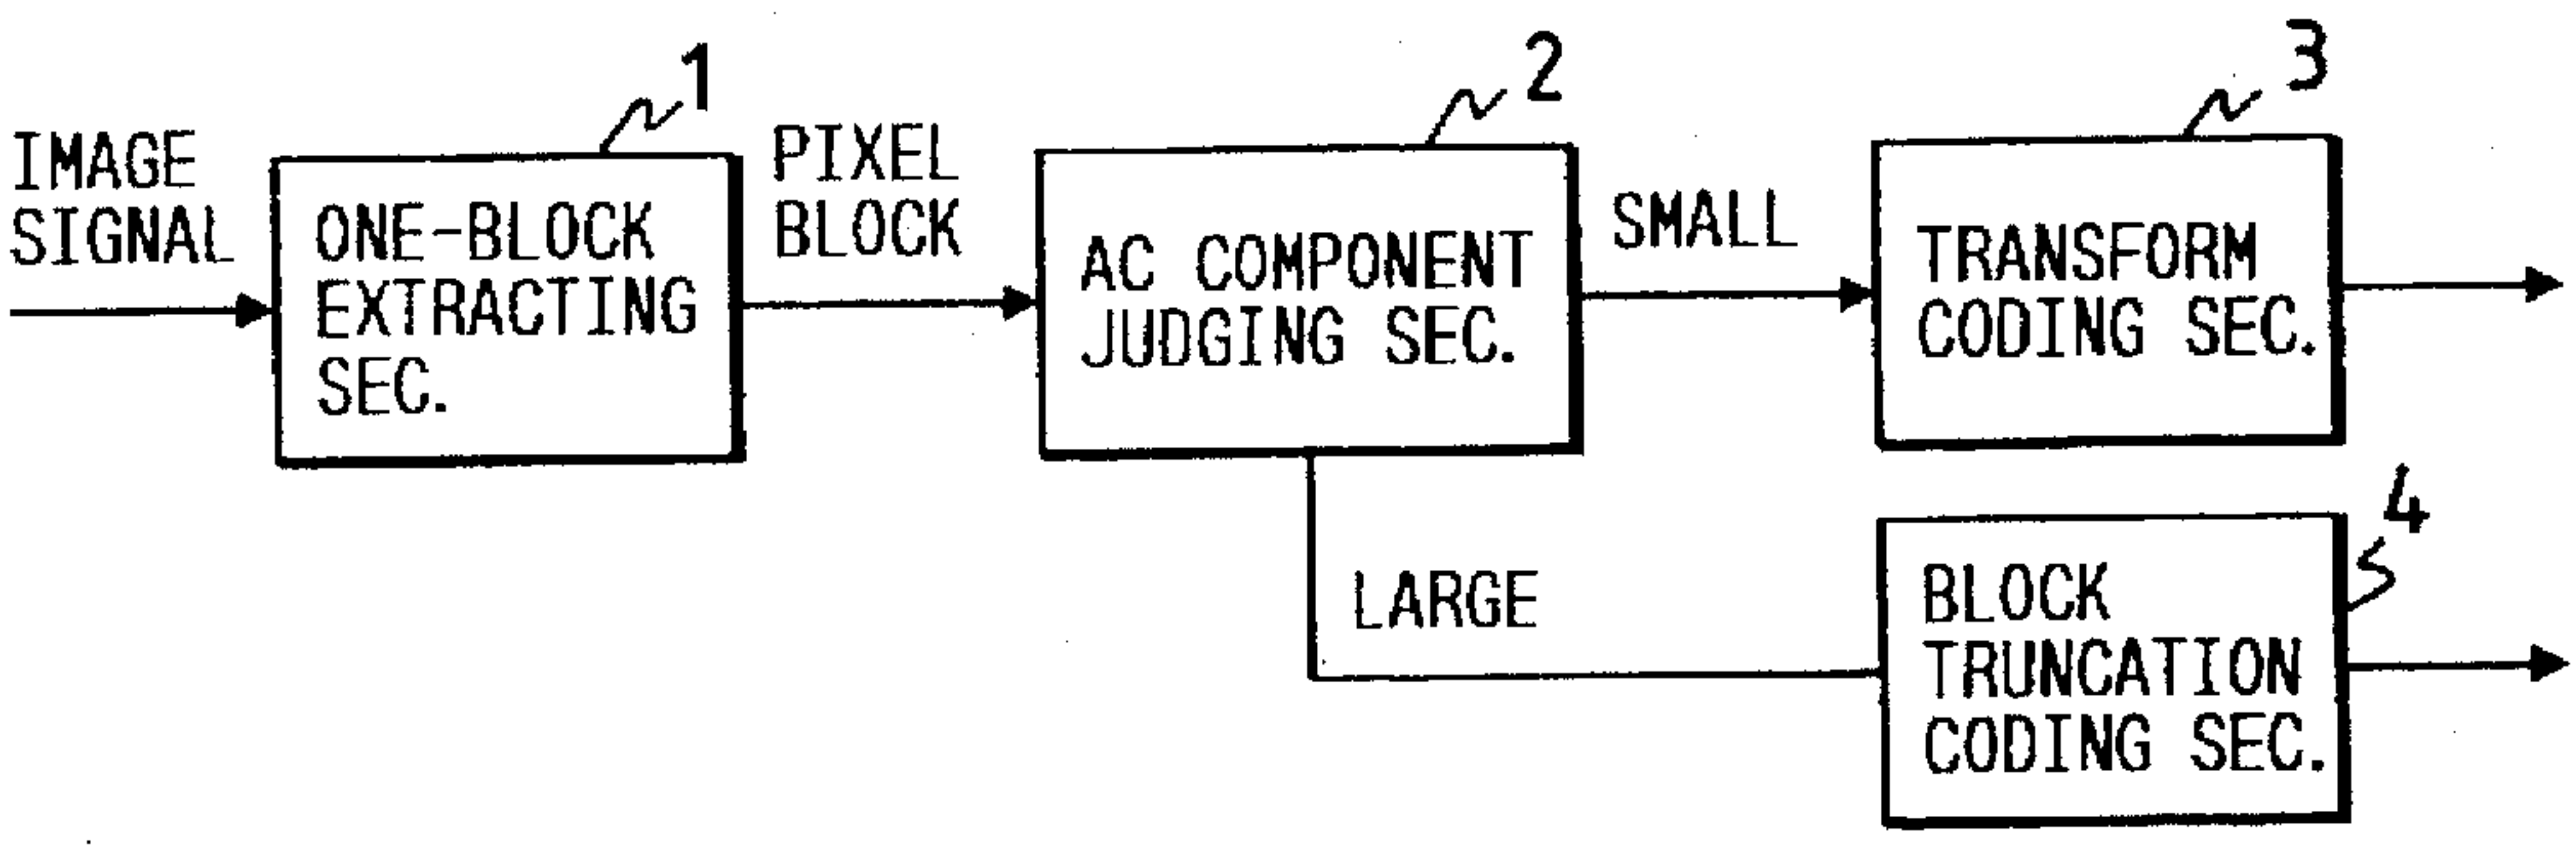 IMAGE
SIGNAL
1
ONE-BLOCK
EXTRACTING
SEC.
PIXEL
BLOCK
2
AC COMPONENT
JUDGING SEC.
SMALL
3
TRANSFORM
CODING SEC.
LARGE
4
BLOCK
TRUNCATION
CODING SEC.